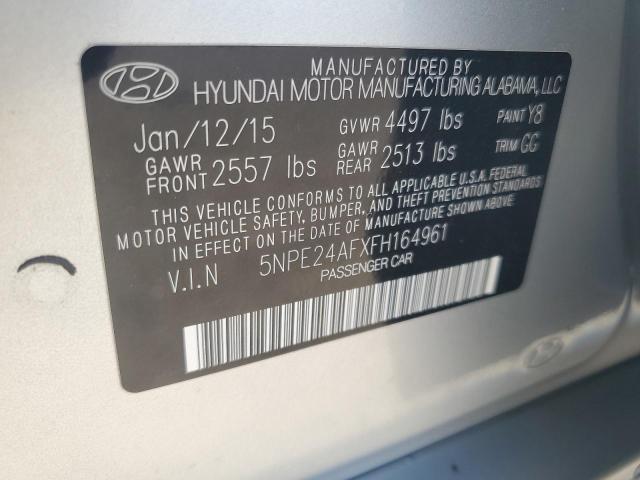 MANUFACTURED BY
HYUNDAI MOTOR MANUFACTURING ALABAMA, LLC
Jan/12/15 GVWR 4497 lbs PAINT Y8
GAWR FRONT 2557 lbs GAWR REAR 2513 lbs TRIM GG
THIS VEHICLE CONFORMS TO ALL APPLICABLE U.S.A. FEDERAL
MOTOR VEHICLE SAFETY, BUMPER, AND THEFT PREVENTION STANDARDS
IN EFFECT ON THE DATE OF MANUFACTURE SHOWN ABOVE.
V.I.N 5NPE24AFXFH164961
PASSENGER CAR